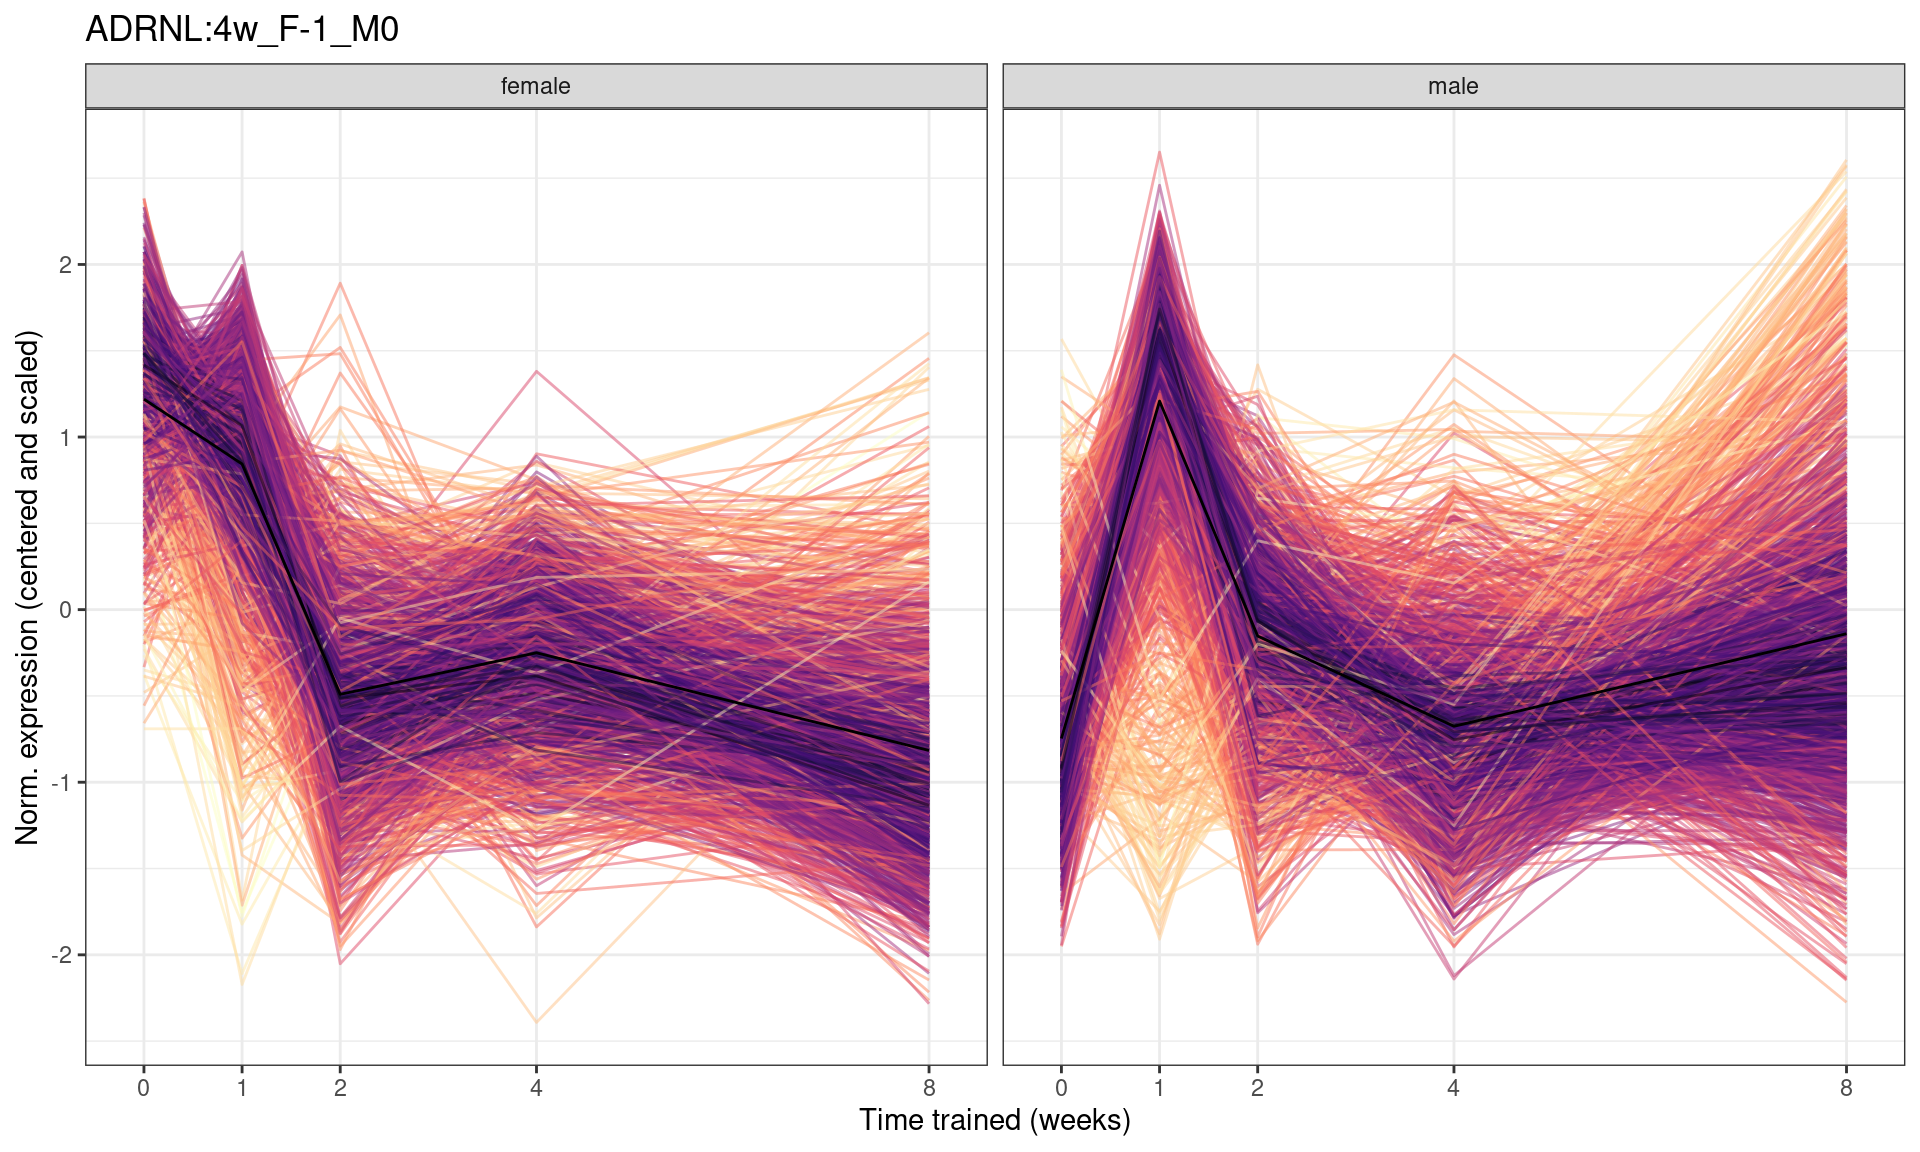 ADRNL:4w_F-1_M0
female
male
Norm. expression (centered and scaled)
2
1
0
-1
-2
0 1 2 4 8
0 1 2 4 8
Time trained (weeks)